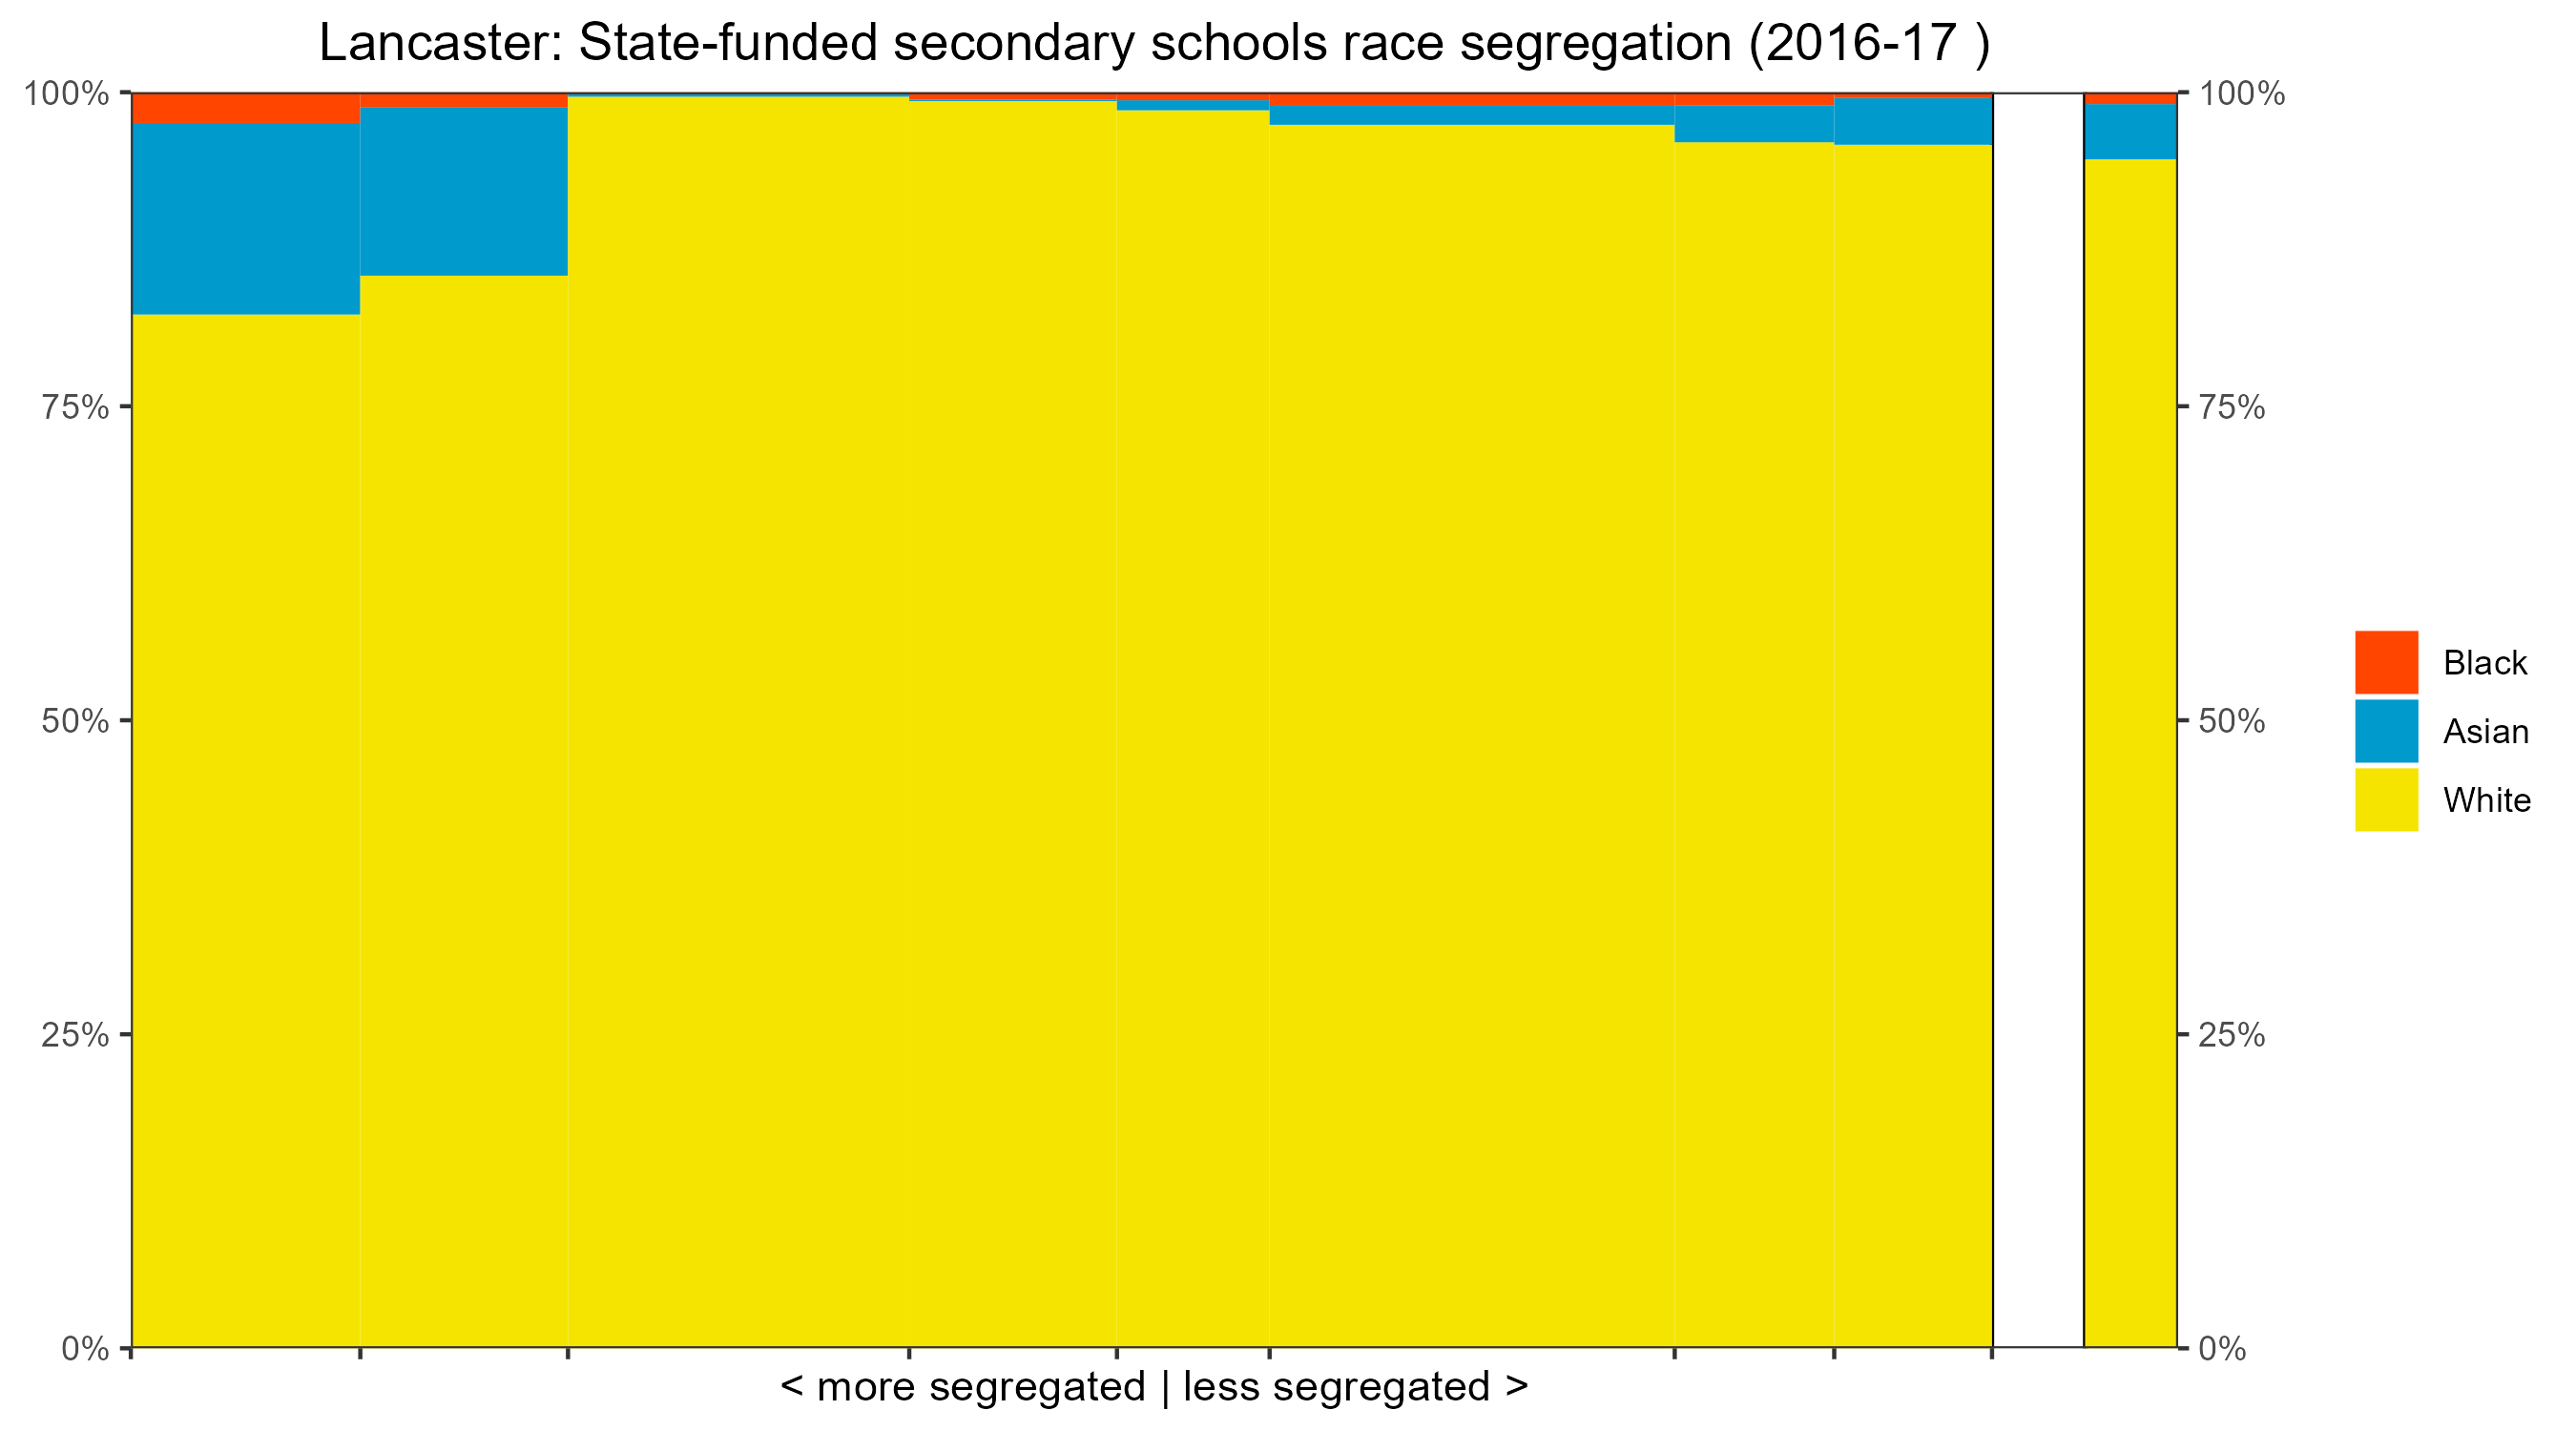 Lancaster: State-funded secondary schools race segregation (2016-17 )
100%
75%
50%
25%
0%
100%
75%
50%
25%
0%
Black
Asian
White
< more segregated | less segregated >